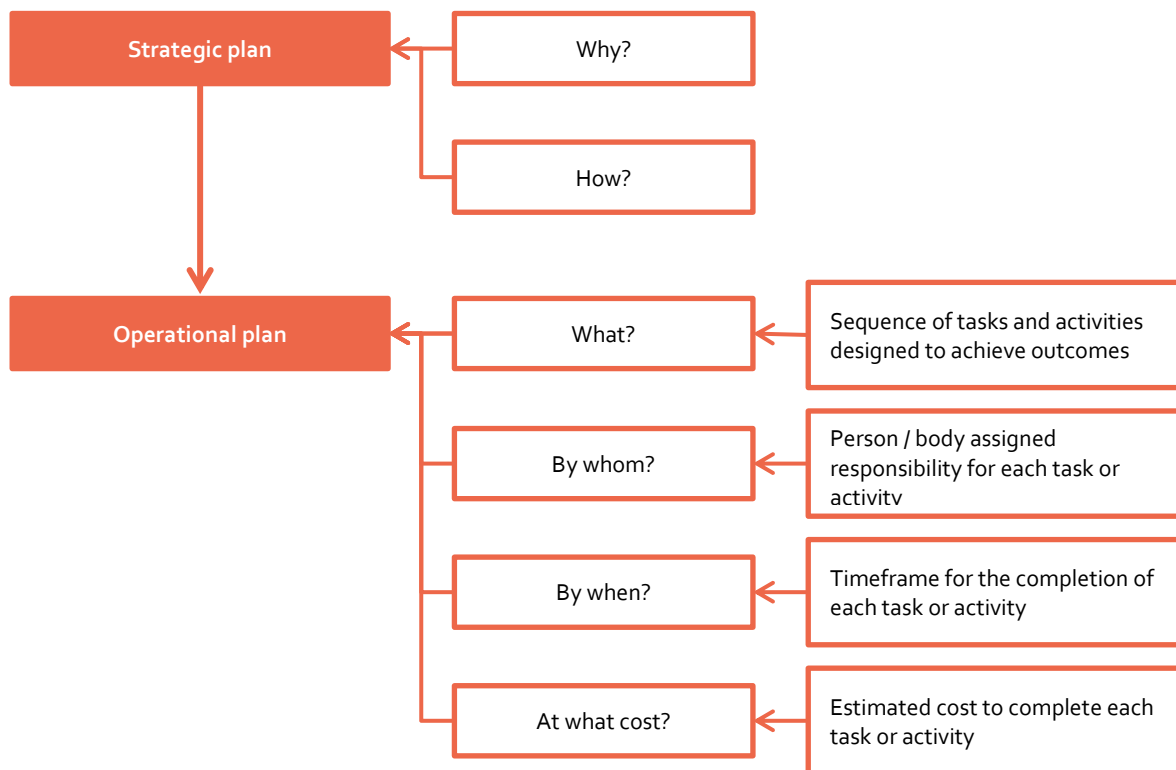 Strategic plan
Why?
How?
Operational plan
What?
Sequence of tasks and activities
designed to achieve outcomes
By whom?
Person / body assigned
responsibility for each task or
activity
By when?
Timeframe for the completion of
each task or activity
At what cost?
Estimated cost to complete each
task or activity